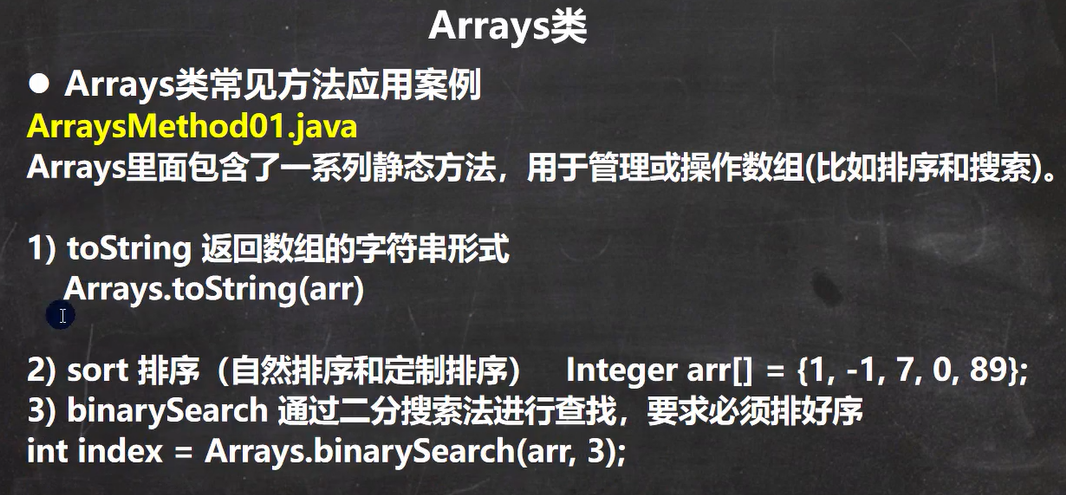 Arrays类
● Arrays类常见方法应用案例
ArraysMethod01.java
Arrays里面包含了一系列静态方法，用于管理或操作数组(比如排序和搜索)。
1) toString 返回数组的字符串形式
Arrays.toString(arr)
2) sort 排序（自然排序和定制排序） Integer arr[] = {1, -1, 7, 0, 89};
3) binarySearch 通过二分搜索法进行查找，要求必须排好序
int index = Arrays.binarySearch(arr, 3);